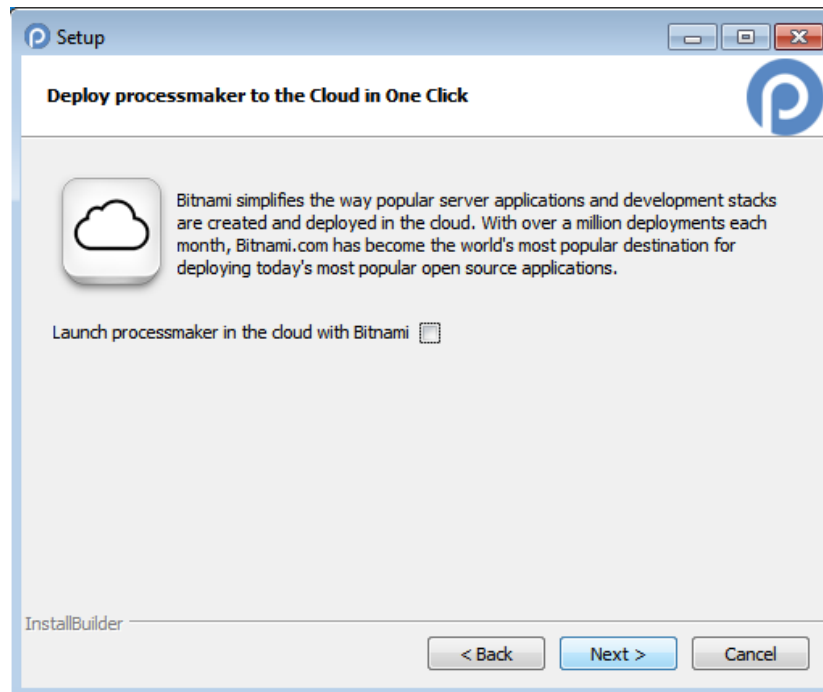 Setup
Deploy processmaker to the Cloud in One Click
Bitnami simplifies the way popular server applications and development stacks
are created and deployed in the cloud. With over a million deployments each
month, Bitnami.com has become the world's most popular destination for
deploying today's most popular open source applications.
Launch processmaker in the cloud with Bitnami
InstallBuilder
< Back Next > Cancel